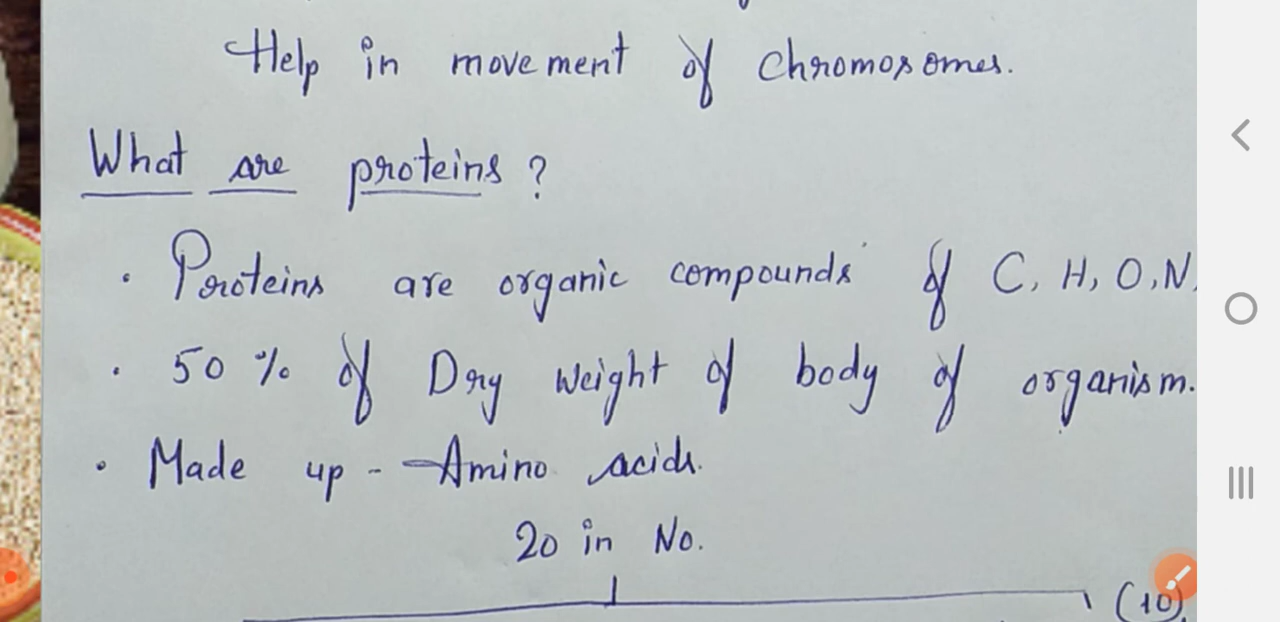 Help in movement of Chromosomes.
What are proteins ?
• Proteins are organic compounds of C, H, O, N,
• 50 % of Dry Weight of body of organism.
• Made up - Amino acids.
20 in No.
(10)